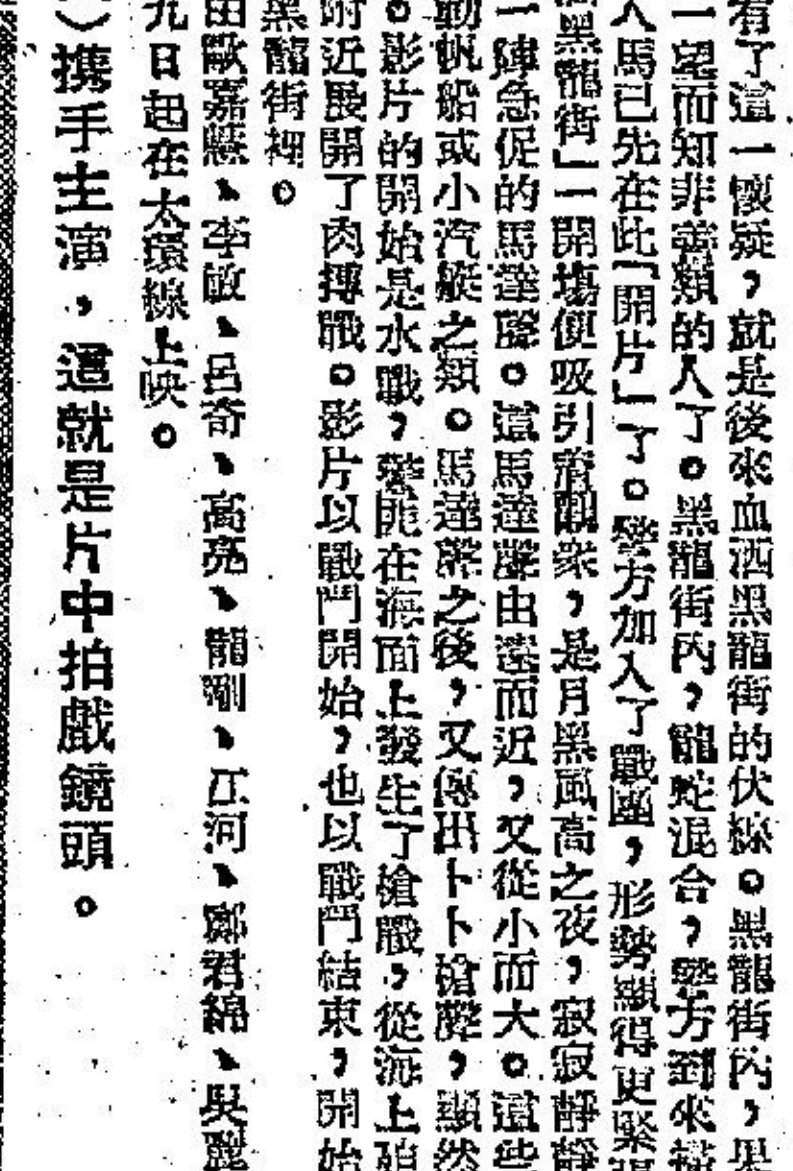 有了這一懷疑，就是後來血洒黑龍街的伏線。黑龍街內，
一望而知非善類的人了。黑龍街內，龍蛇混合，警方到來
人馬已先在此「開片」了。警方加入了戰團，形勢顯得更緊
黑龍街」一開場便吸引觀衆，是月黑風高之夜，寂寂靜靜
一陣急促的馬達聲。這馬達聲由遠而近，又從小而大。這些
動帆船或小汽艇之類。馬達聲之後，又傳出卜卜槍聲，顯然
。影片的開始是水戰，警匪在海面上發生了槍戰，從海上
附近展開了肉搏戰。影片以戰鬥開始，也以戰鬥結束，開始
黑龍街裡。
由歐嘉慧、李敏、呂奇、高亮、龍剛、江河、鄭君綿、吳麗
九日起在太環線上映。
）携手主演，這就是片中拍戲鏡頭。